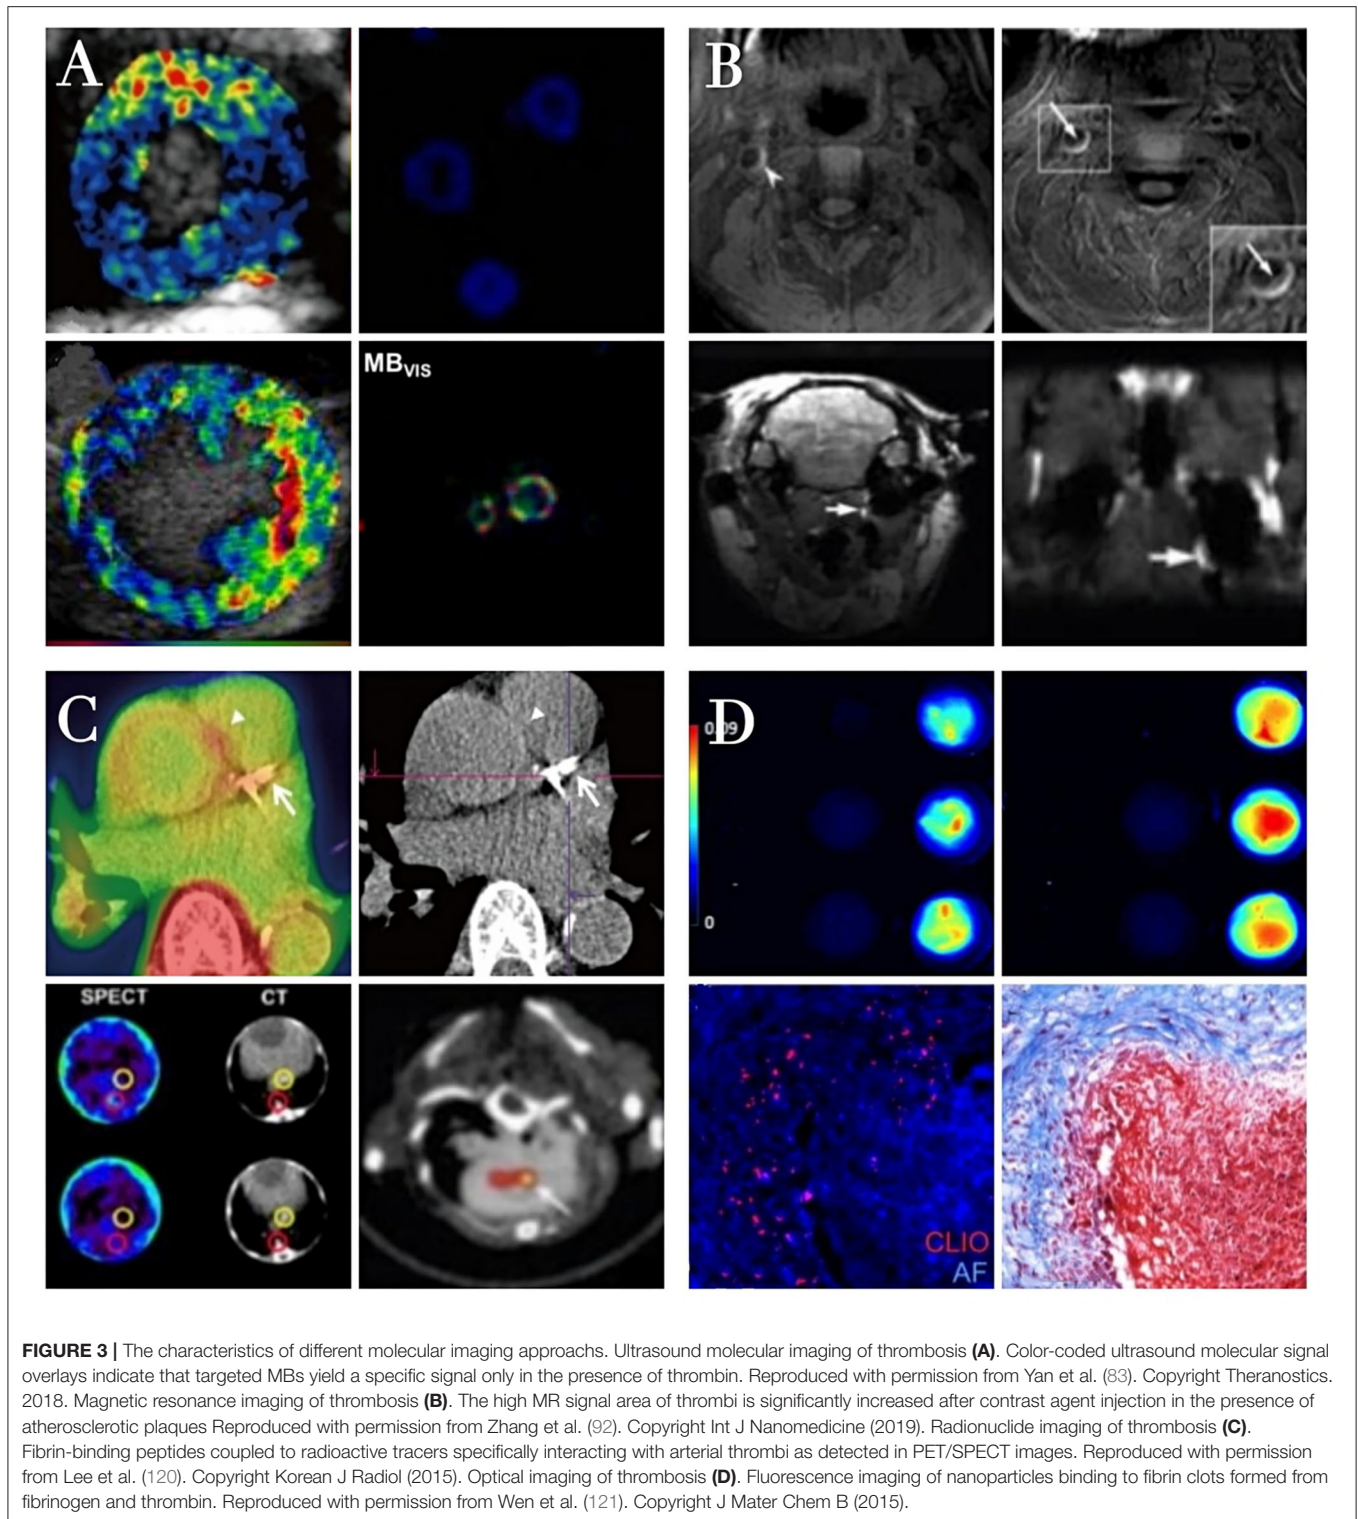 A
B
MBVIS
C
D
0.09
0
SPECT
CT
CLIO
AF
FIGURE 3 | The characteristics of different molecular imaging approachs. Ultrasound molecular imaging of thrombosis (A). Color-coded ultrasound molecular signal
overlays indicate that targeted MBs yield a specific signal only in the presence of thrombin. Reproduced with permission from Yan et al. (83). Copyright Theranostics.
2018. Magnetic resonance imaging of thrombosis (B). The high MR signal area of thrombi is significantly increased after contrast agent injection in the presence of
atherosclerotic plaques Reproduced with permission from Zhang et al. (92). Copyright Int J Nanomedicine (2019). Radionuclide imaging of thrombosis (C).
Fibrin-binding peptides coupled to radioactive tracers specifically interacting with arterial thrombi as detected in PET/SPECT images. Reproduced with permission
from Lee et al. (120). Copyright Korean J Radiol (2015). Optical imaging of thrombosis (D). Fluorescence imaging of nanoparticles binding to fibrin clots formed from
fibrinogen and thrombin. Reproduced with permission from Wen et al. (121). Copyright J Mater Chem B (2015).